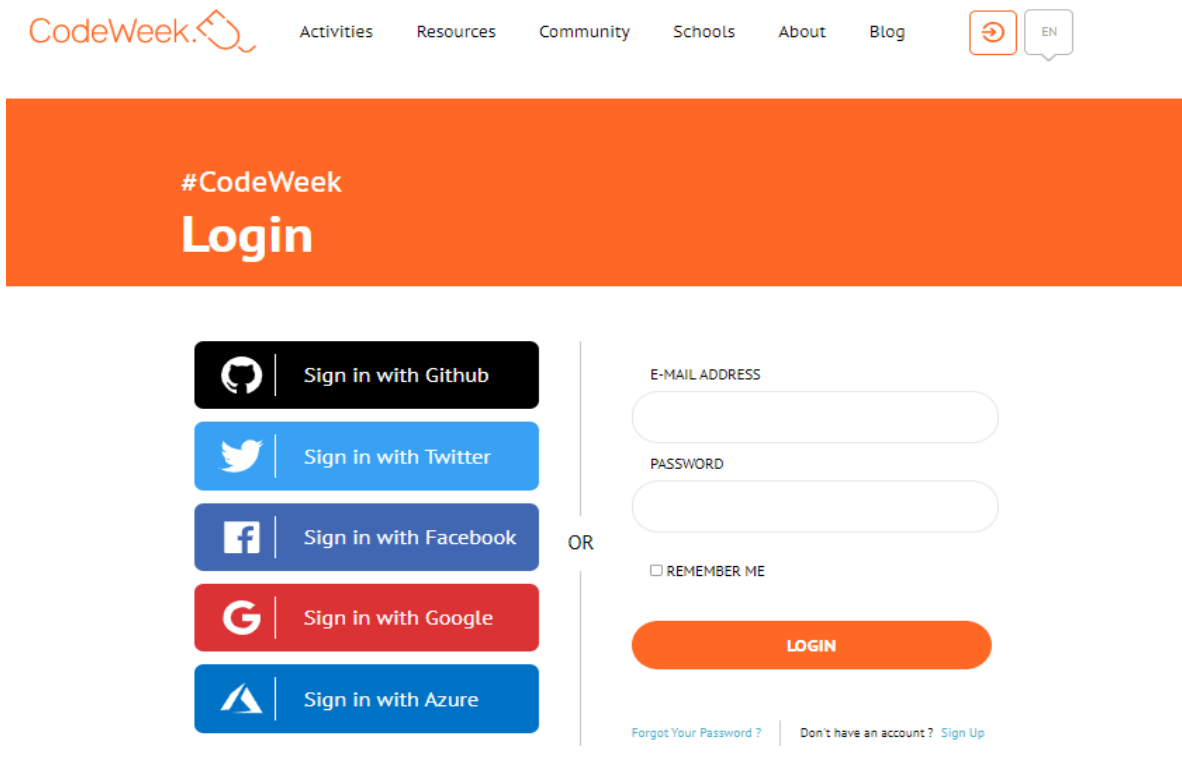 CodeWeek.
Activities
Resources
Community
Schools
About
Blog
EN
#CodeWeek
Login
Sign in with Github
Sign in with Twitter
Sign in with Facebook
Sign in with Google
Sign in with Azure
OR
E-MAIL ADDRESS
PASSWORD
REMEMBER ME
LOGIN
Forgot Your Password ?
Don't have an account ? Sign Up